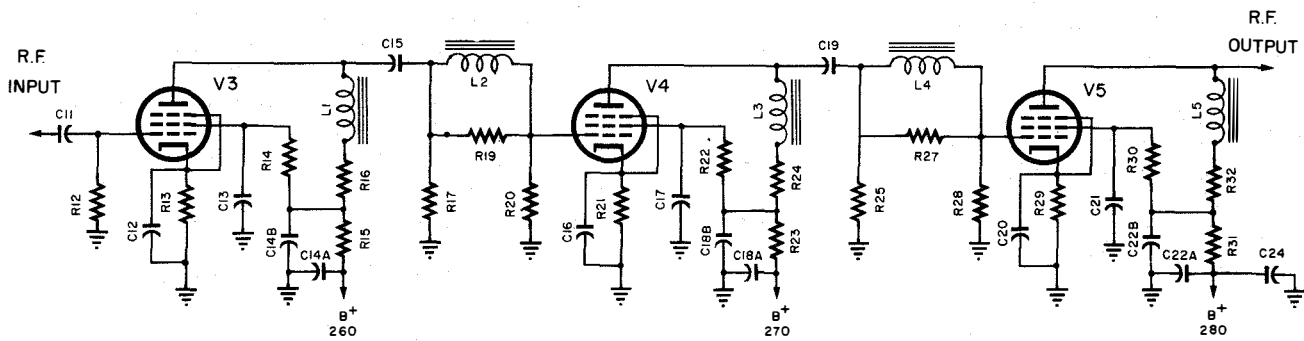 R.F.
INPUT
C11
R12
V3
C12
R13
C13
R14
C14B
C14A
L1
R16
R15
B+
260
C15
L2
R17
R19
R20
V4
C16
R21
C17
R22
C18B
C18A
L3
R24
R23
B+
270
C19
L4
R25
R27
R28
V5
C20
R29
C21
R30
C22B
C22A
L5
R32
R31
C24
B+
280
R.F.
OUTPUT